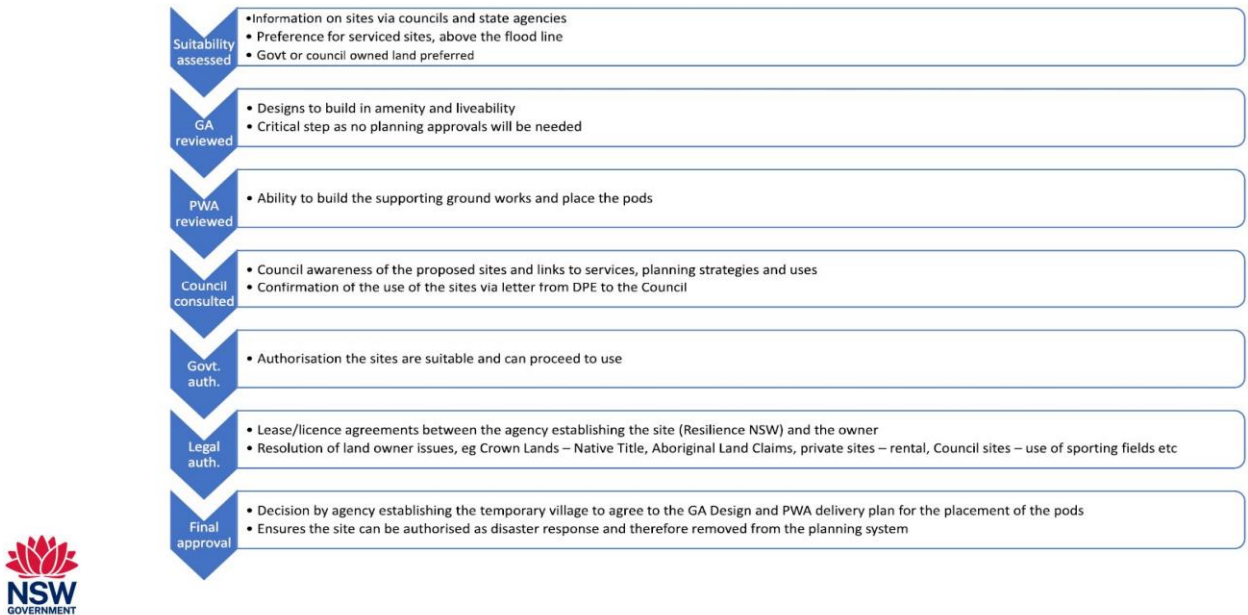 Suitability
assessed
•Information on sites via councils and state agencies
• Preference for serviced sites, above the flood line
• Govt or council owned land preferred
GA
reviewed
• Designs to build in amenity and liveability
• Critical step as no planning approvals will be needed
PWA
reviewed
• Ability to build the supporting ground works and place the pods
Council
consulted
• Council awareness of the proposed sites and links to services, planning strategies and uses
• Confirmation of the use of the sites via letter from DPE to the Council
Govt.
auth.
• Authorisation the sites are suitable and can proceed to use
Legal
auth.
• Lease/licence agreements between the agency establishing the site (Resilience NSW) and the owner
• Resolution of land owner issues, eg Crown Lands – Native Title, Aboriginal Land Claims, private sites – rental, Council sites – use of sporting fields etc
Final
approval
• Decision by agency establishing the temporary village to agree to the GA Design and PWA delivery plan for the placement of the pods
• Ensures the site can be authorised as disaster response and therefore removed from the planning system
NSW
GOVERNMENT